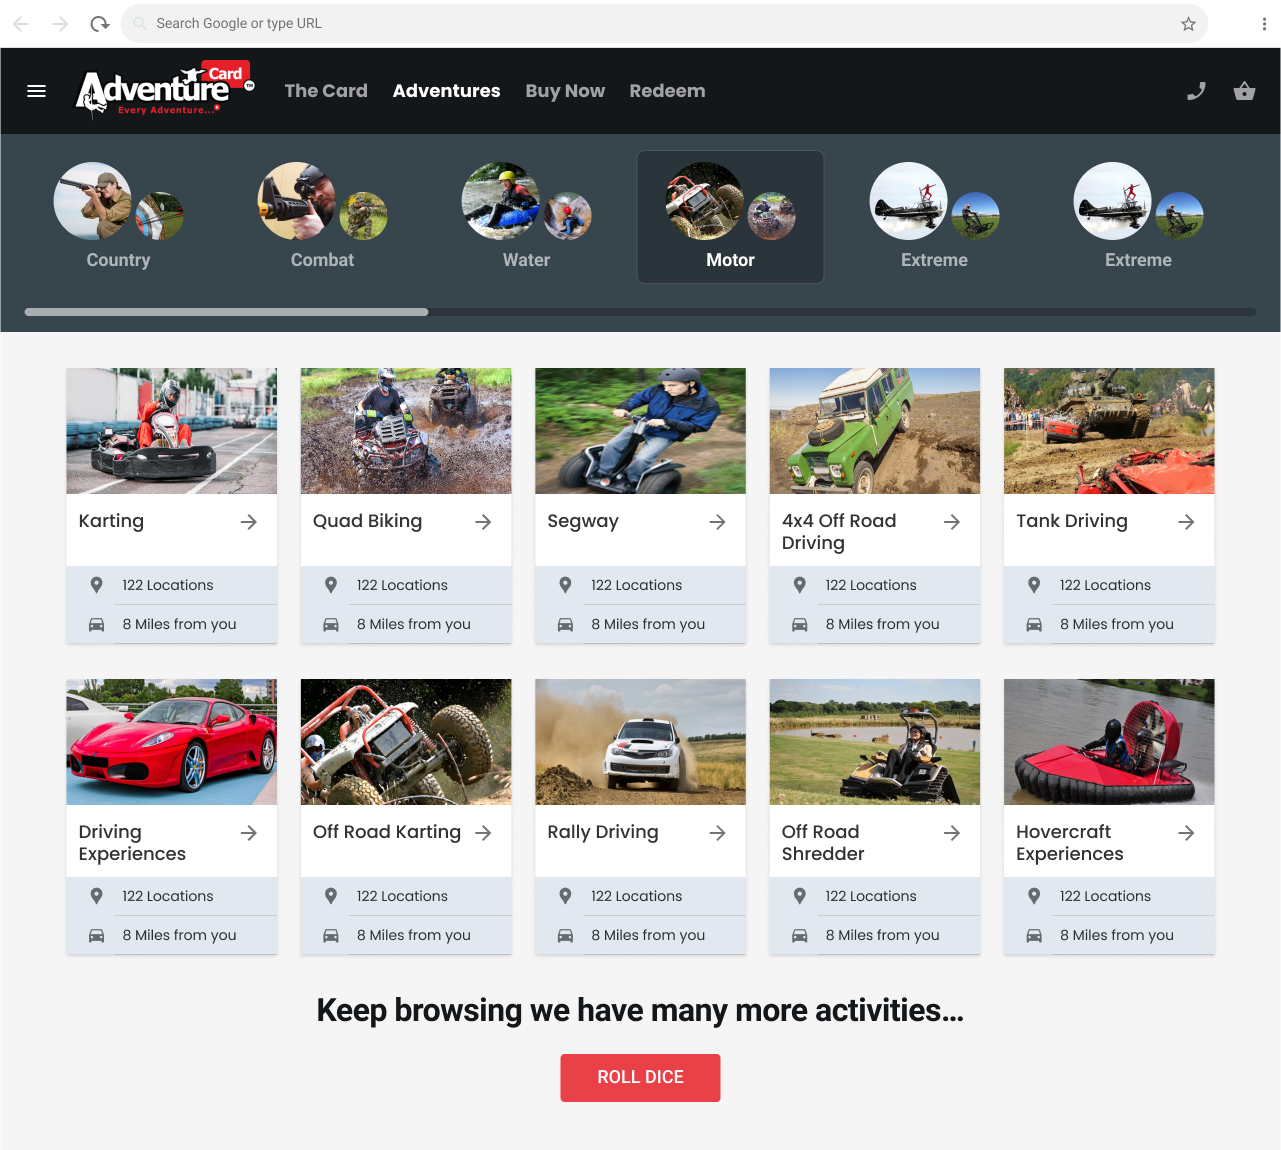 Search Google or type URL
Adventure Card TM
Every Adventure...
The Card
Adventures
Buy Now
Redeem
Country
Combat
Water
Motor
Extreme
Extreme
Karting
122 Locations
8 Miles from you
Quad Biking
122 Locations
8 Miles from you
Segway
122 Locations
8 Miles from you
4x4 Off Road
Driving
122 Locations
8 Miles from you
Tank Driving
122 Locations
8 Miles from you
Driving
Experiences
122 Locations
8 Miles from you
Off Road Karting
122 Locations
8 Miles from you
Rally Driving
122 Locations
8 Miles from you
Off Road
Shredder
122 Locations
8 Miles from you
Hovercraft
Experiences
122 Locations
8 Miles from you
Keep browsing we have many more activities...
ROLL DICE